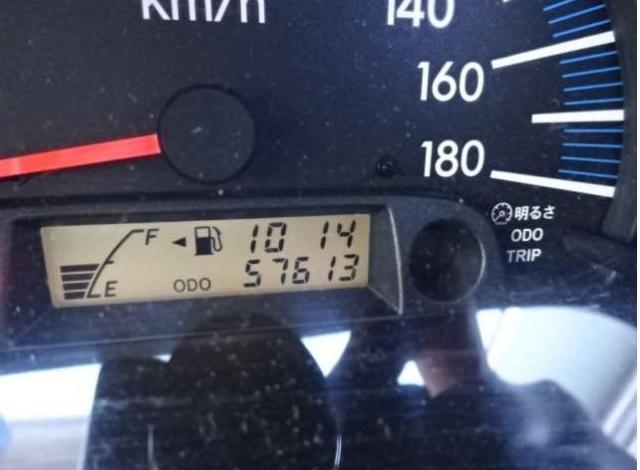 km/h
140
160
180
明るさ
ODO
TRIP
F 10 14
E ODO 57613